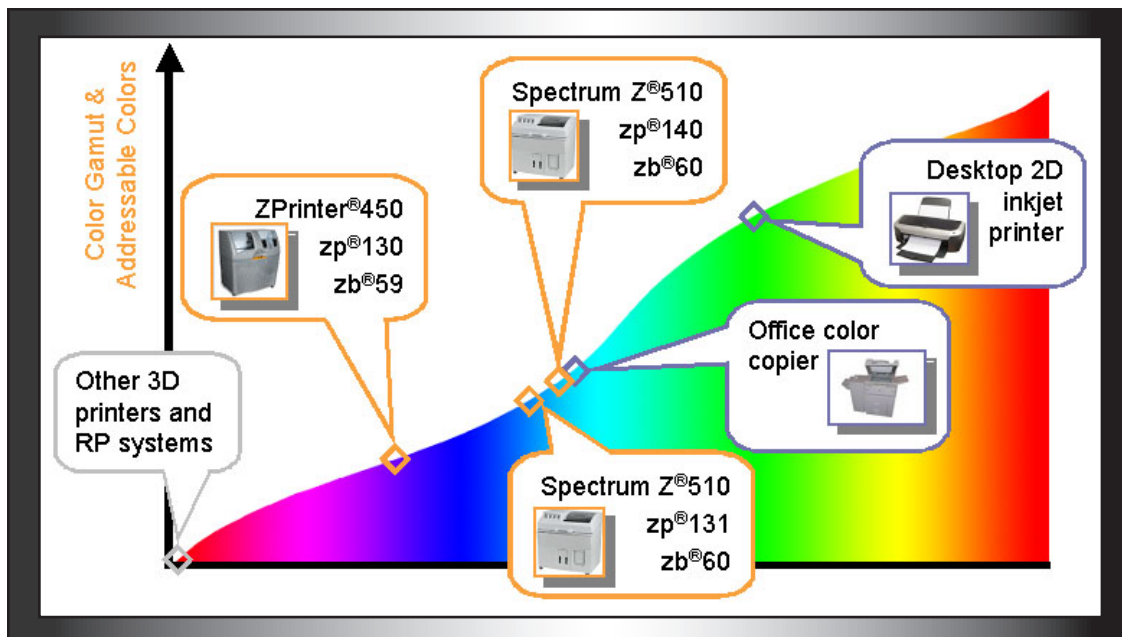 Color Gamut &
Addressable Colors
Spectrum Z®510
zp®140
zb®60
Desktop 2D
inkjet
printer
ZPrinter®450
zp®130
zb®59
Office color
copier
Other 3D
printers and
RP systems
Spectrum Z®510
zp®131
zb®60